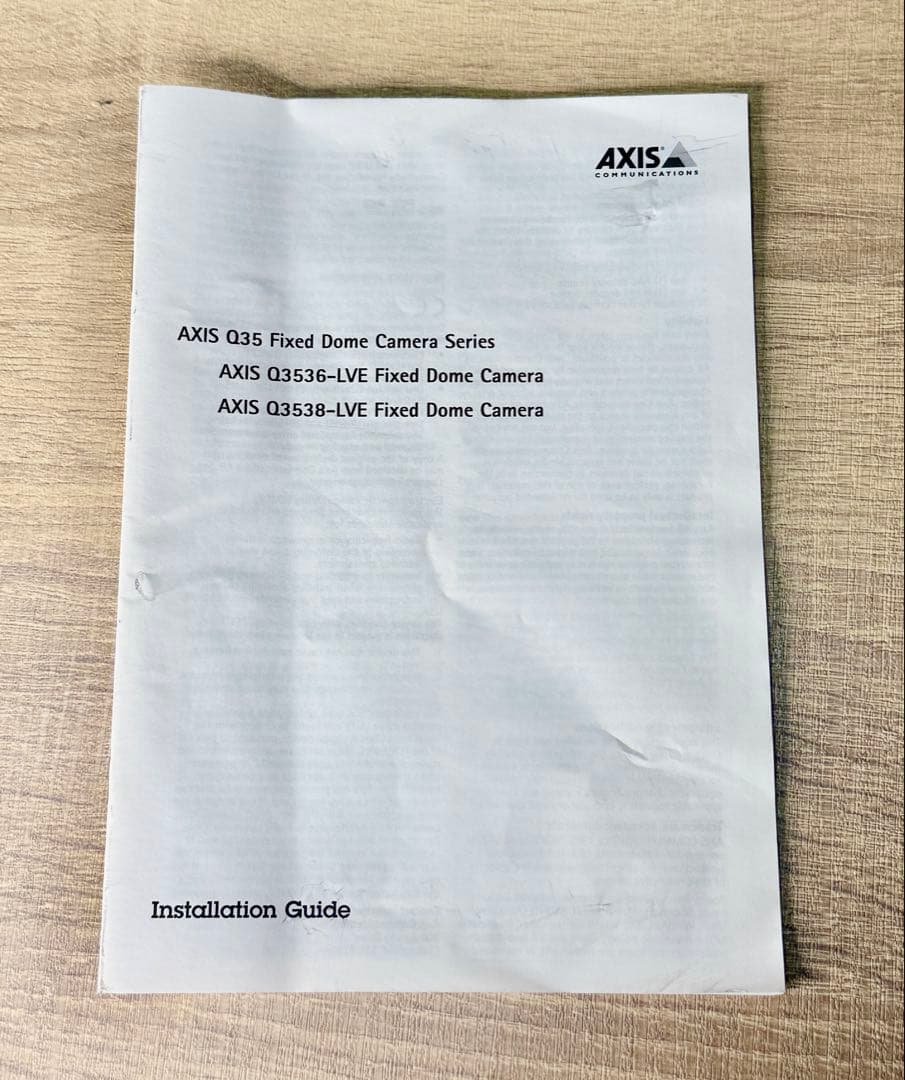 AXIS
COMMUNICATIONS
AXIS Q35 Fixed Dome Camera Series
AXIS Q3536-LVE Fixed Dome Camera
AXIS Q3538-LVE Fixed Dome Camera
Installation Guide